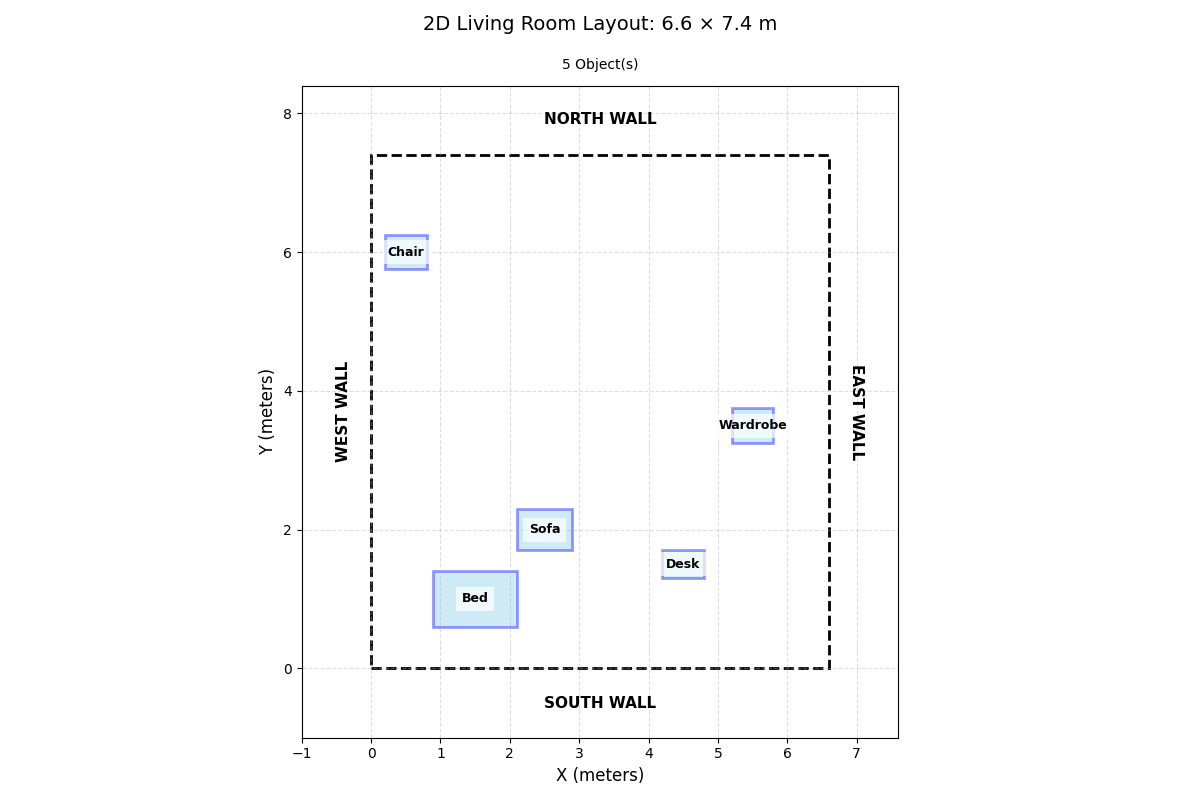 2D Living Room Layout: 6.6 × 7.4 m
5 Object(s)
NORTH WALL
8
6
4
2
0
Y (meters)
WEST WALL
EAST WALL
Chair
Wardrobe
Sofa
Desk
Bed
SOUTH WALL
−1 0 1 2 3 4 5 6 7
X (meters)